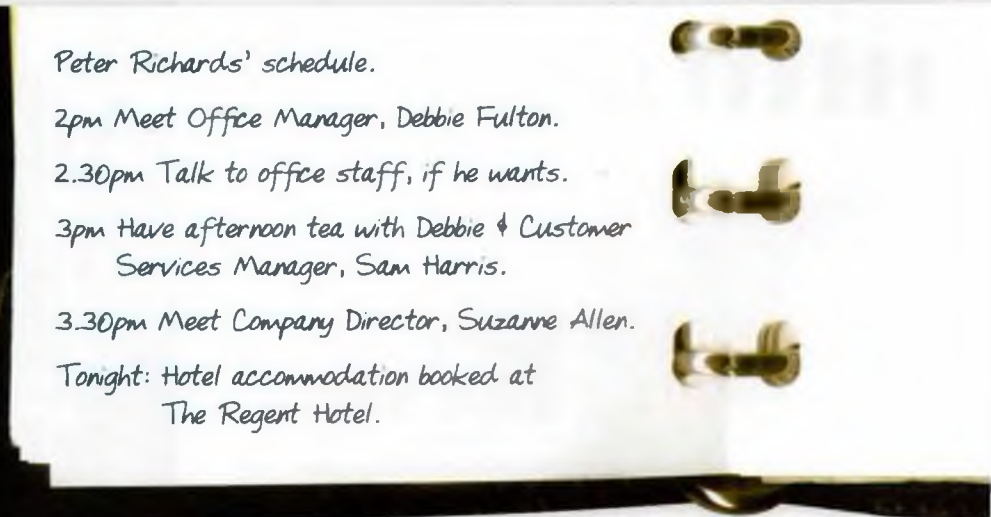 Peter Richards' schedule.
2pm Meet Office Manager, Debbie Fulton.
2.30pm Talk to office staff, if he wants.
3pm Have afternoon tea with Debbie & Customer
Services Manager, Sam Harris.
3.30pm Meet Company Director, Suzanne Allen.
Tonight: Hotel accommodation booked at
The Regent Hotel.